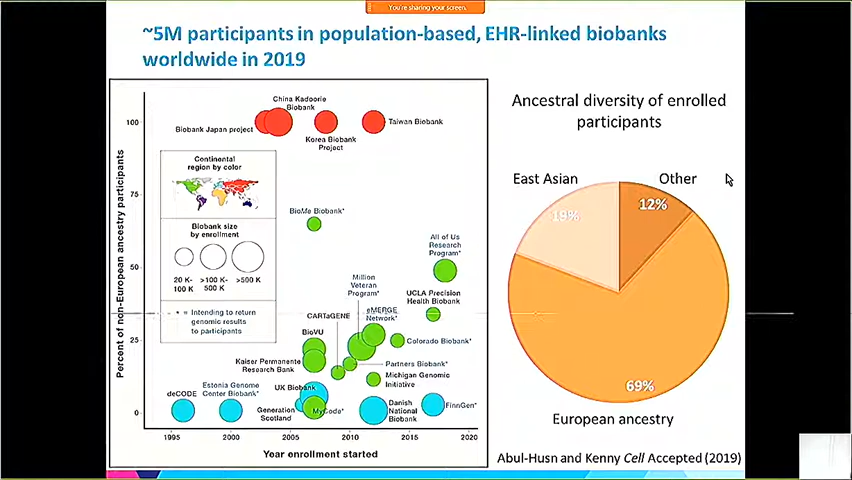 You're sharing your screen.
~5M participants in population-based, EHR-linked biobanks
worldwide in 2019
Percent of non-European ancestry participants
100
75
50
25
0
China Kadoorie
Biobank
Biobank Japan project
Korea Biobank
Project
Taiwan Biobank
Continental
region by color
Biobank size
by enrollment
20 K-
100 K
>100 K-
500 K
>500 K
* = Intending to return
genomic results
to participants
BioMe Biobank*
All of Us
Research
Program*
Million
Veteran
Program*
UCLA Precision
Health Biobank
CARTaGENE
eMERGE
Network*
BioVU
Colorado Biobank*
Kaiser Permanente
Research Bank
Partners Biobank*
Michigan Genomic
Initiative
deCODE
Estonia Genome
Center Biobank*
UK Biobank
Generation
Scotland
MyCode*
Danish
National
Biobank
FinnGen*
1995
2000
2005
2010
2015
2020
Year enrollment started
Ancestral diversity of enrolled
participants
East Asian
Other
19%
12%
69%
European ancestry
Abul-Husn and Kenny Cell Accepted (2019)